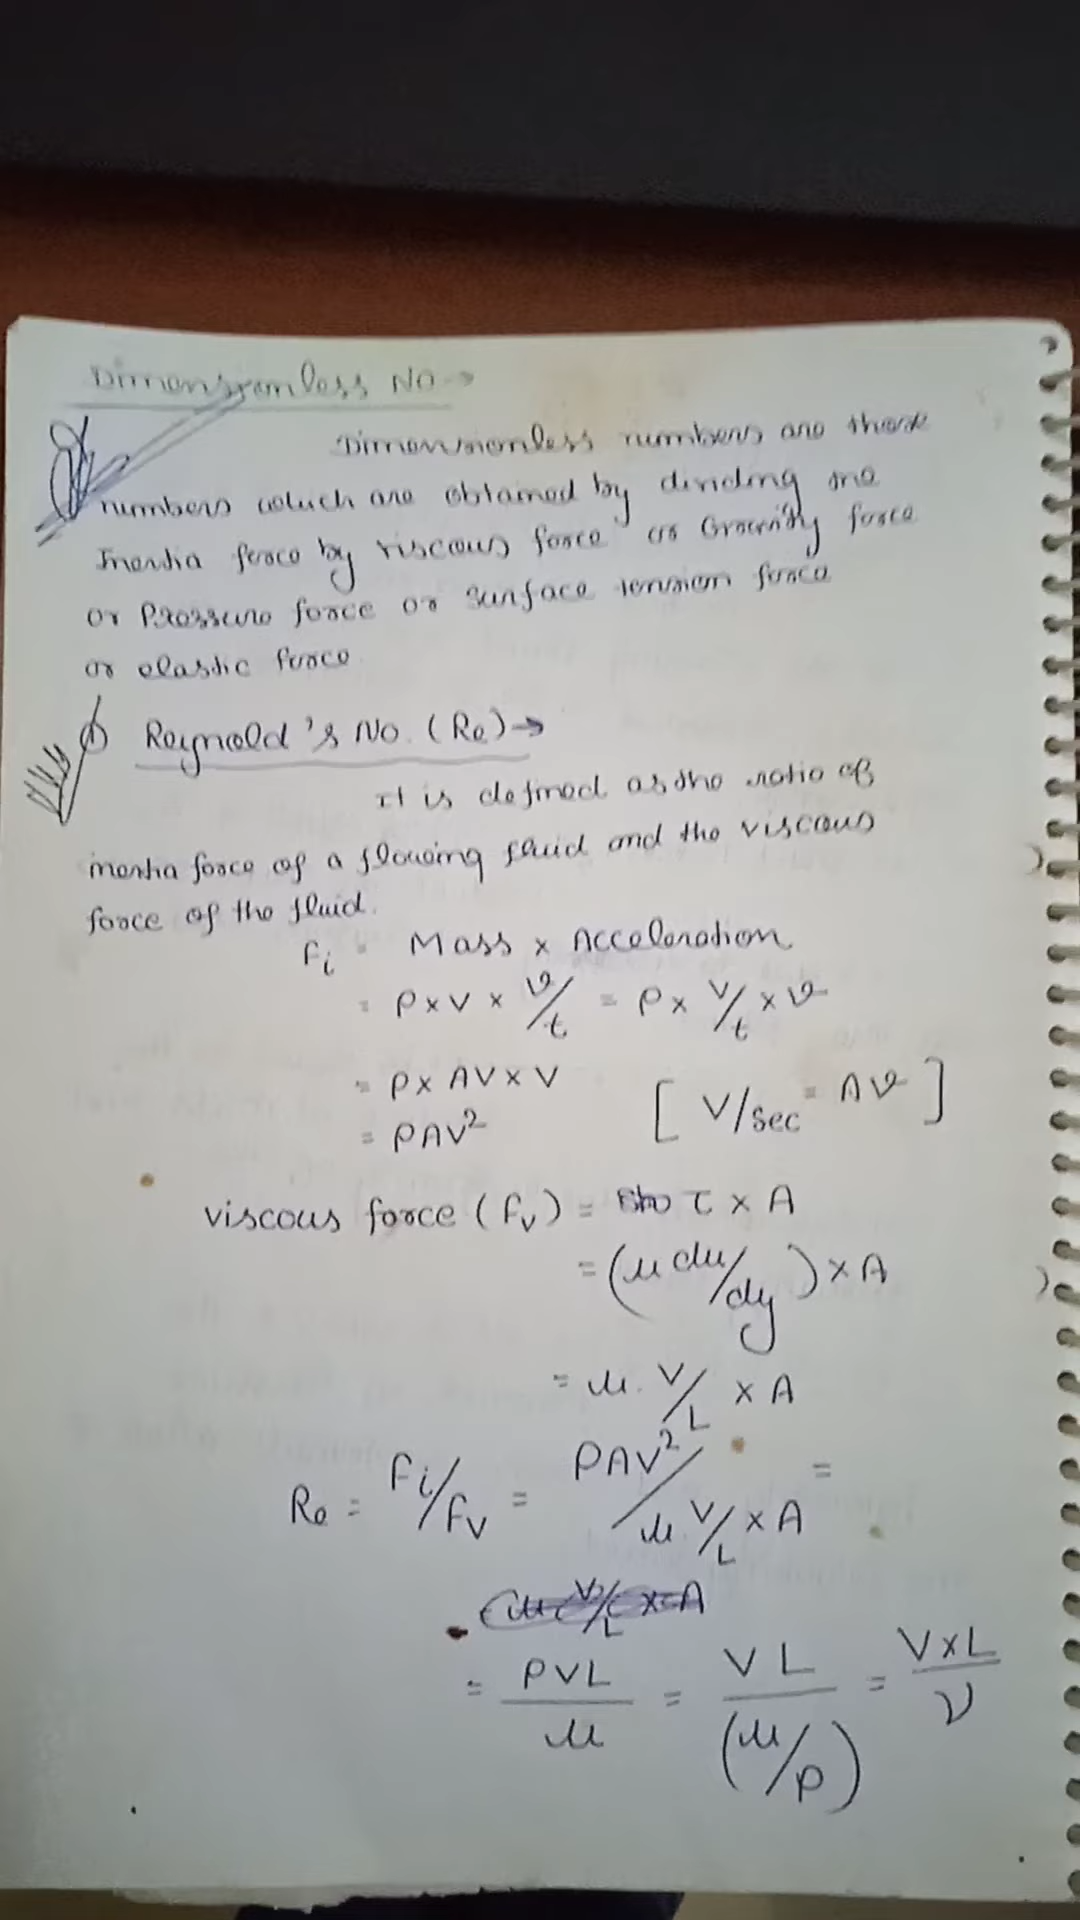 Dimensionless No →
Dimensionless numbers are those
numbers which are obtained by dividing the
Inertia force by viscous force or Gravity force
or Pressure force or surface tension force
or elastic force
Reynold's No. (Re) →
It is defined as the ratio of
inertia force of a flowing fluid and the viscous
force of the fluid.
Fi = Mass x Acceleration
= ρ x V x v/t = ρ x V/t x v
= ρ x AV x V [V/sec = Av]
= ρAV²
viscous force (Fv) = τ x A
= (μ du/dy) x A
= μ. V/L x A
Re = Fi/Fv = ρAV² / μ V/L x A =
= ρVL/μ = VL/(μ/ρ) = VxL/ν